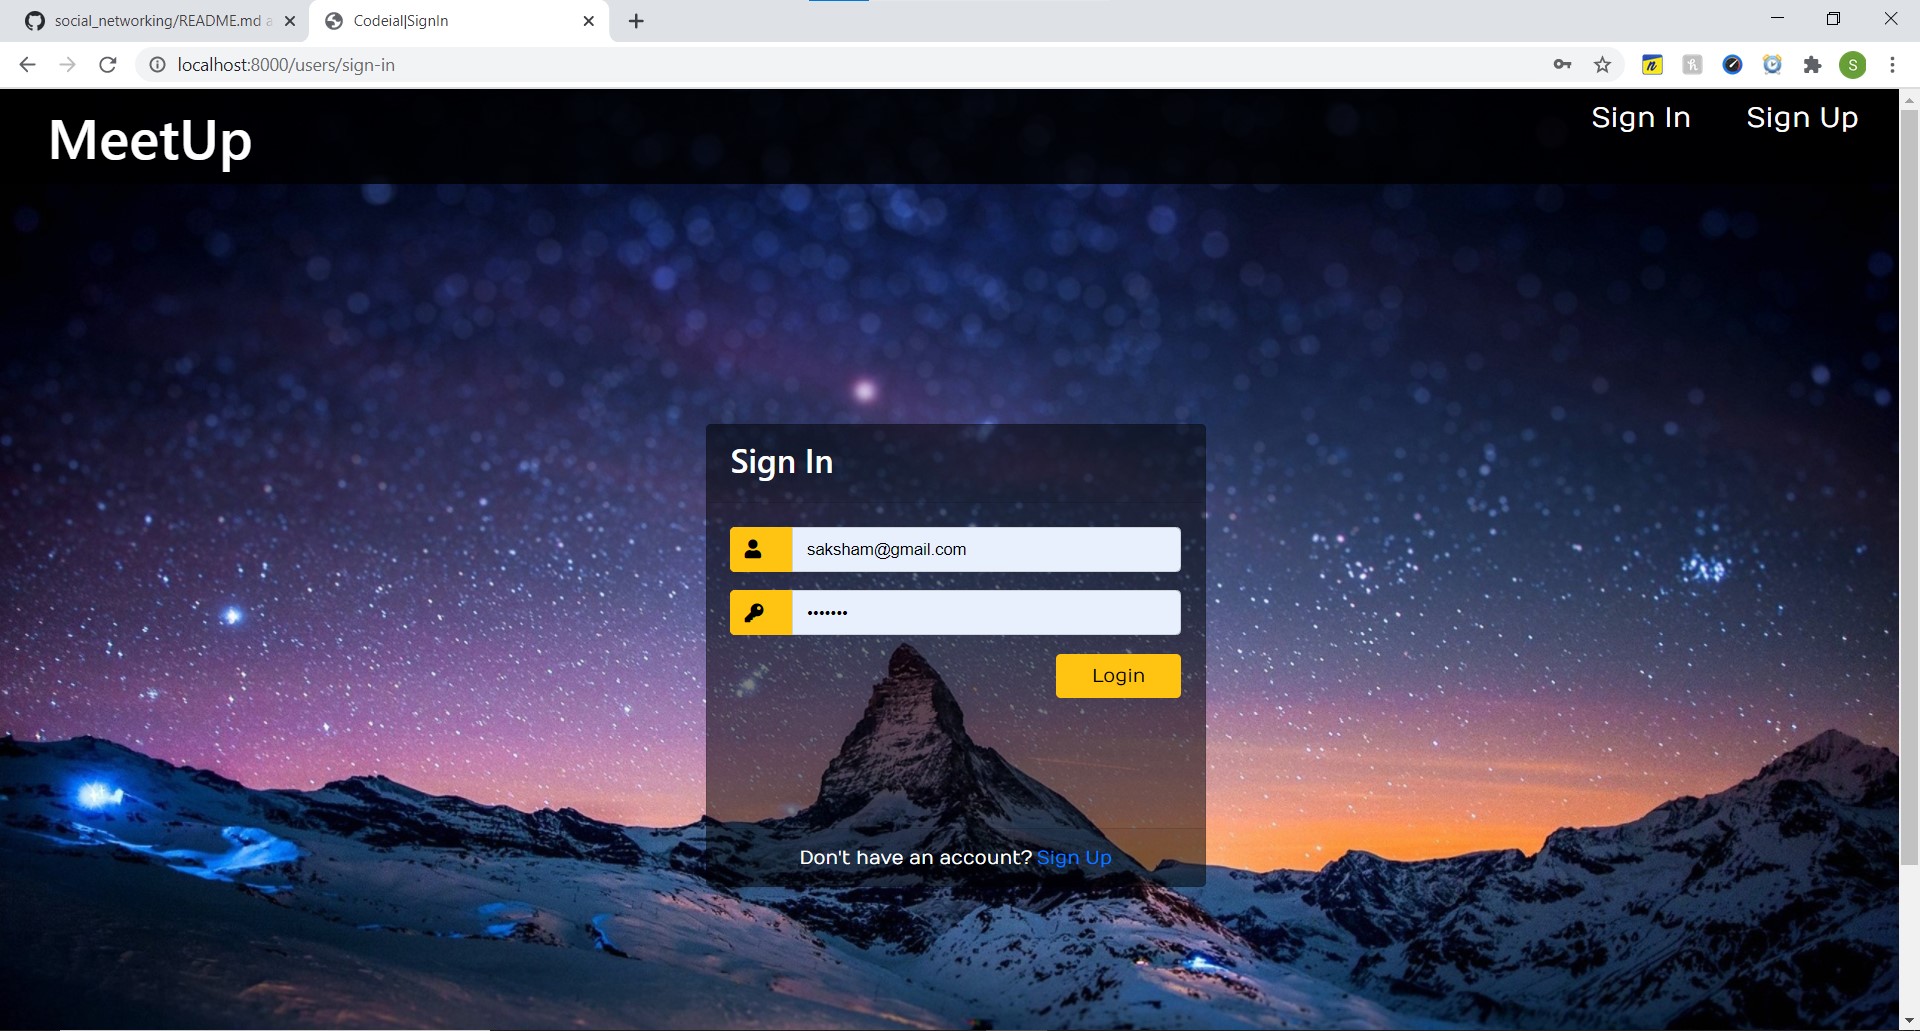 social_networking/README.md a
Codeial|SignIn
localhost:8000/users/sign-in
S
MeetUp
Sign In
Sign Up
Sign In
saksham@gmail.com
•••••••
Login
Don't have an account? Sign Up